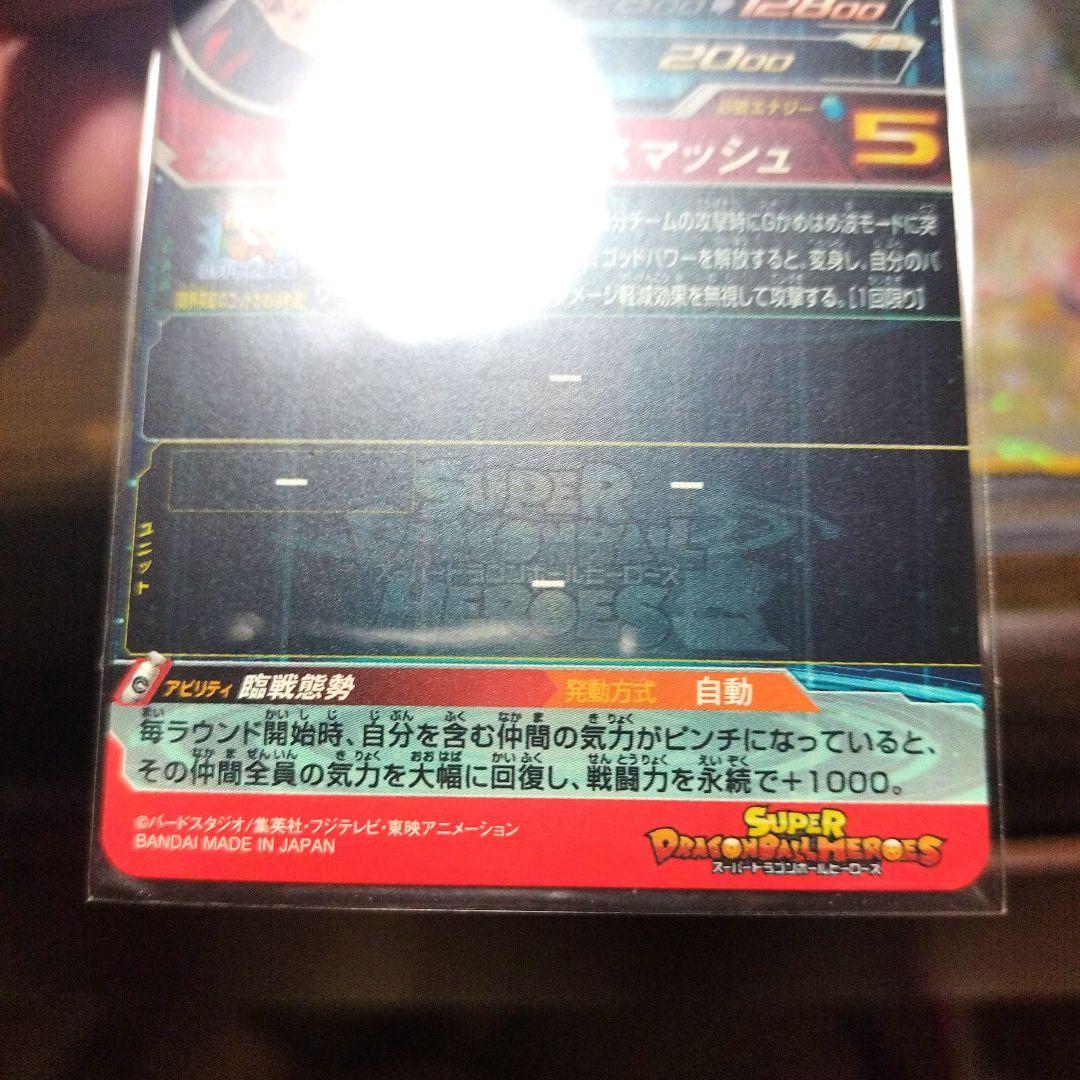 12800
2000
必殺エナジー
5
スマッシュ
チームの攻撃時にGかめはめ波モードに突
ゴッドパワーを解放すると、変身し、自分のバ
メージ軽減効果を無視して攻撃する。[1回限り]
ー
ー
ー
ユニット
ー
SUPER
DRAGONBALL
スーパードラゴンボールヒーローズ
HEROES
アビリティ 臨戦態勢 発動方式 自動
毎ラウンド開始時、自分を含む仲間の気力がピンチになっていると、
その仲間全員の気力を大幅に回復し、戦闘力を永続で+1000。
©バードスタジオ/集英社・フジテレビ・東映アニメーション
BANDAI MADE IN JAPAN
SUPER
DRAGONBALL HEROES
スーパードラゴンボールヒーローズ